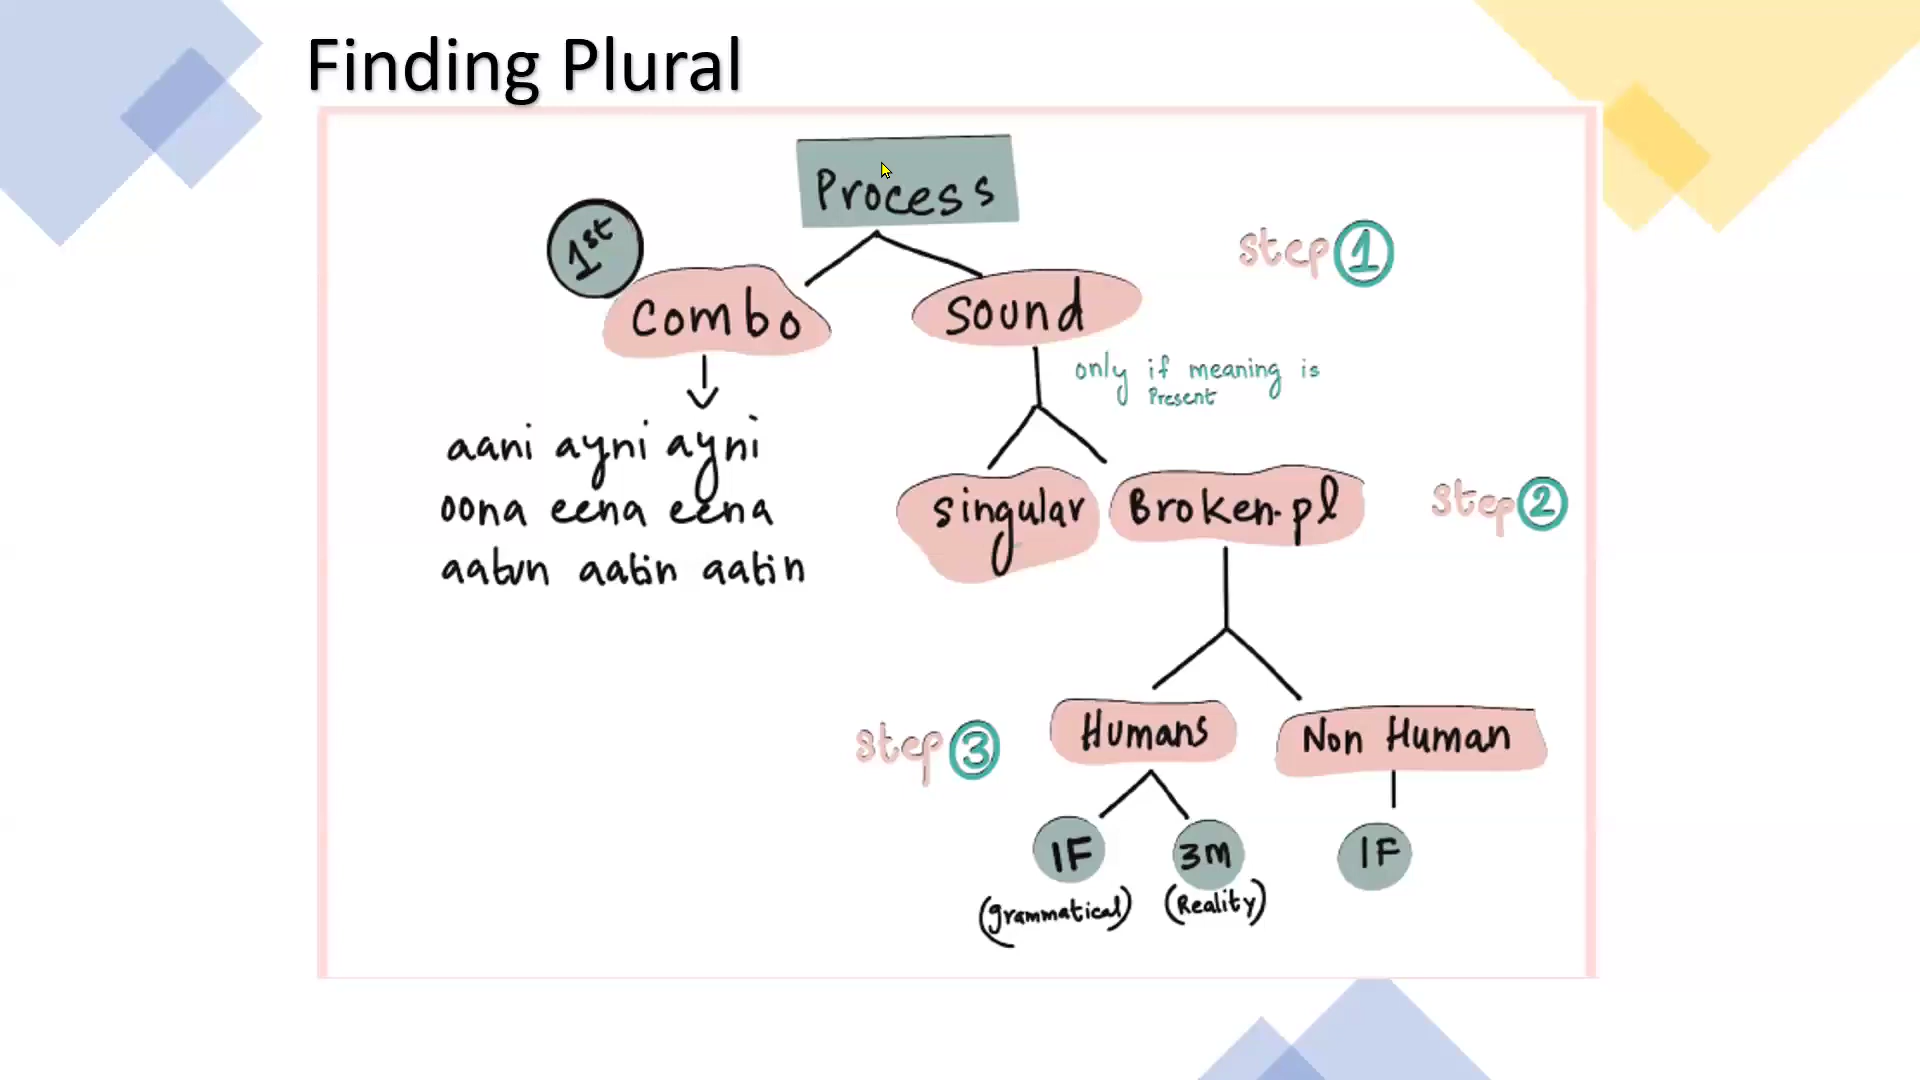 Finding Plural
Process
1st
Step 1
Combo
Sound
only if meaning is
Present
aani ayni ayni
oona eena eena
aatun aatin aatin
Singular
Broken.pl
Step 2
Humans
Non Human
Step 3
1F
3M
1F
(grammatical)
(Reality)